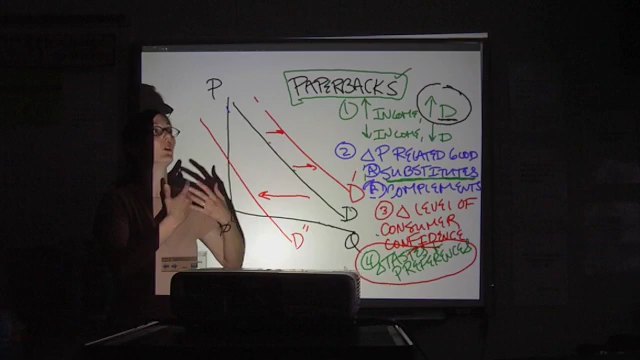 P
PAPERBACKS
① ↑ INCOME, ↑ D
↓ INCOME, ↓ D
② Δ P RELATED GOOD
SUBSTITUTES
COMPLEMENTS
③ Δ LEVEL OF
CONSUMER
CONFIDENCE
④ Δ TASTES &
PREFERENCES
D'
D
D"
Q